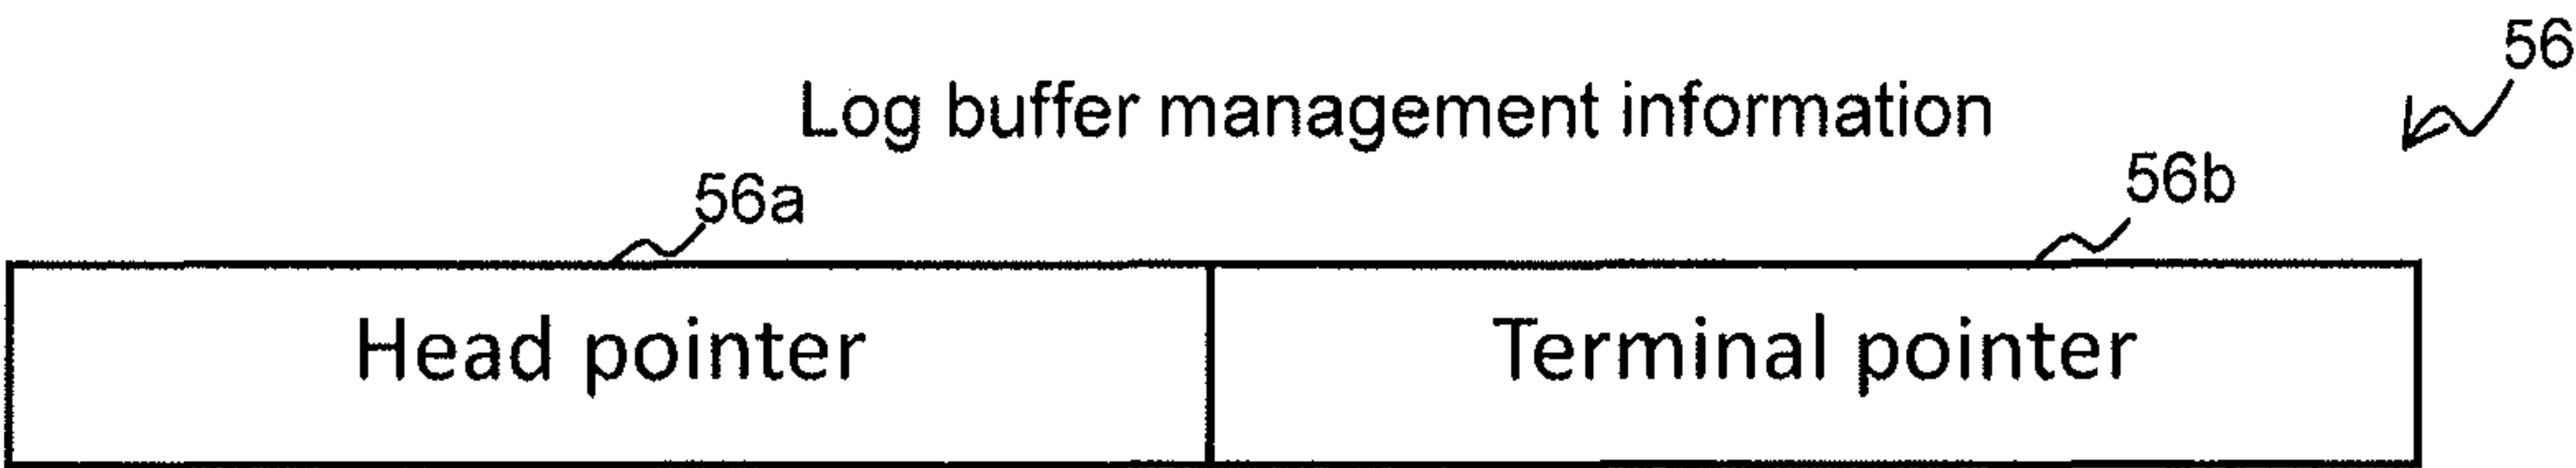 56
Log buffer management information
56a
56b
Head pointer
Terminal pointer